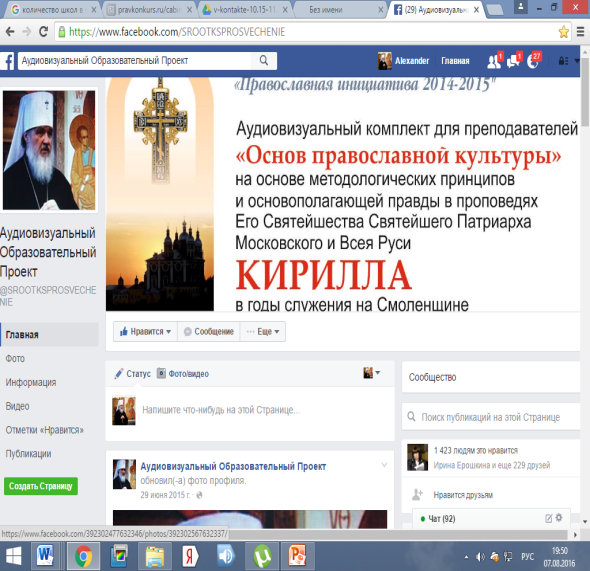 количество школ в
pravkonkurs.ru/cabin
v-kontakte-10.15-11
Без имени
(29) Аудиовизуальн
https://www.facebook.com/SROOTKSPROSVECHENIE
Аудиовизуальный Образовательный Проект
Alexander
Главная
1
1
27
«Православная инициатива 2014-2015"
Аудиовизуальный комплект для преподавателей
«Основ православной культуры»
на основе методологических принципов
и основополагающей правды в проповедях
Его Святейшества Святейшего Патриарха
Московского и Всея Руси
КИРИЛЛА
в годы служения на Смоленщине
Аудиовизуальный
Образовательный
Проект
@SROOTKSPROSVECHE
NIE
Нравится
Сообщение
Еще
Главная
Фото
Информация
Видео
Отметки «Нравится»
Публикации
Создать Страницу
Статус
Фото/видео
Напишите что-нибудь на этой Странице...
Аудиовизуальный Образовательный Проект
обновил(-а) фото профиля.
29 июня 2015 г. ·
Сообщество
Поиск публикаций на этой Странице
1 423 людям это нравится
Ирина Ерошкина и еще 229 друзей
Нравится друзьям
Чат (92)
https://www.facebook.com/392302477632346/photos/392302567632337/
РУС
19:50
07.08.2016